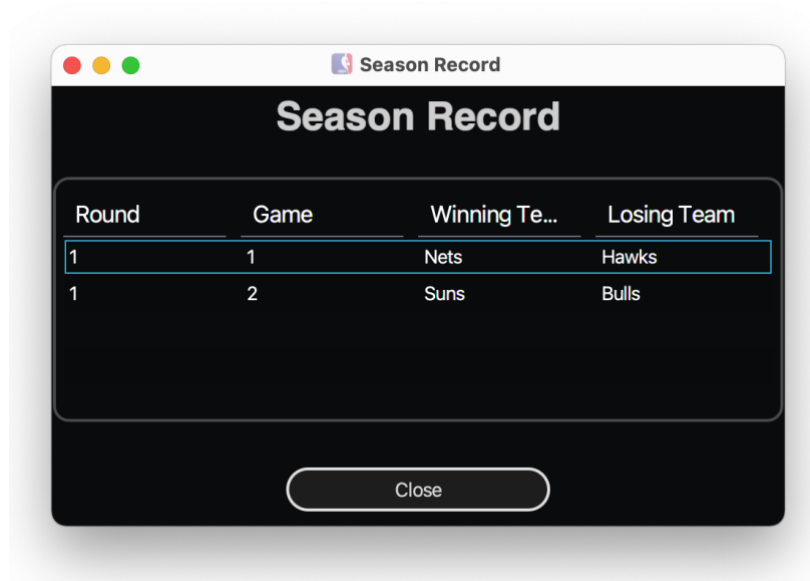 Season Record
Season Record
Round Game Winning Te... Losing Team
1 1 Nets Hawks
1 2 Suns Bulls
Close